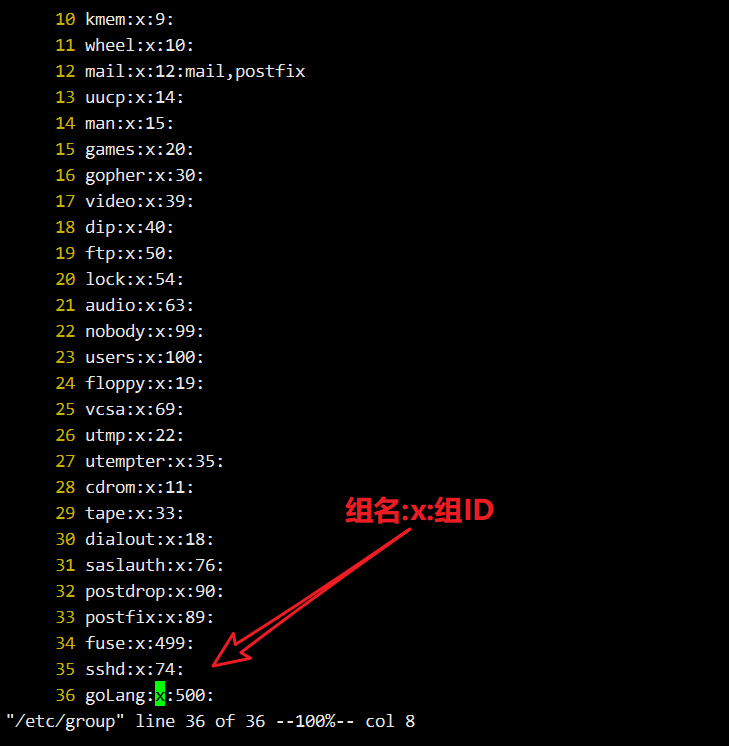 10 kmem:x:9:
11 wheel:x:10:
12 mail:x:12:mail,postfix
13 uucp:x:14:
14 man:x:15:
15 games:x:20:
16 gopher:x:30:
17 video:x:39:
18 dip:x:40:
19 ftp:x:50:
20 lock:x:54:
21 audio:x:63:
22 nobody:x:99:
23 users:x:100:
24 floppy:x:19:
25 vcsa:x:69:
26 utmp:x:22:
27 utempter:x:35:
28 cdrom:x:11:
29 tape:x:33:
组名:x:组ID
30 dialout:x:18:
31 saslauth:x:76:
32 postdrop:x:90:
33 postfix:x:89:
34 fuse:x:499:
35 sshd:x:74:
36 goLang:x:500:
"/etc/group" line 36 of 36 --100%-- col 8